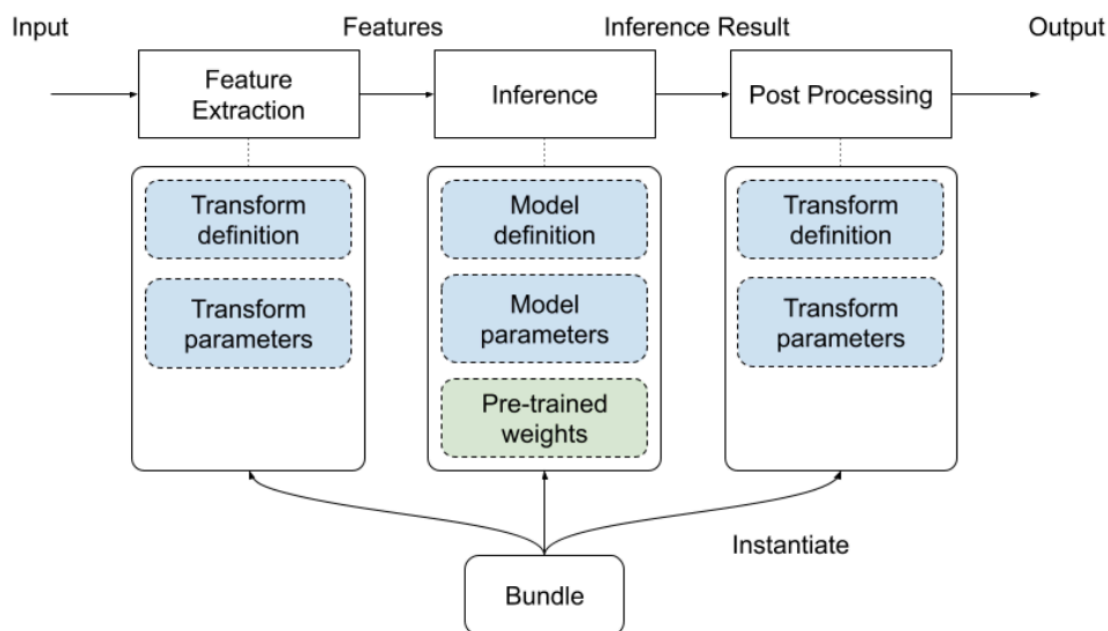 Input
Features
Inference Result
Output
Feature
Extraction
Inference
Post Processing
Transform
definition
Transform
parameters
Model
definition
Model
parameters
Pre-trained
weights
Transform
definition
Transform
parameters
Instantiate
Bundle